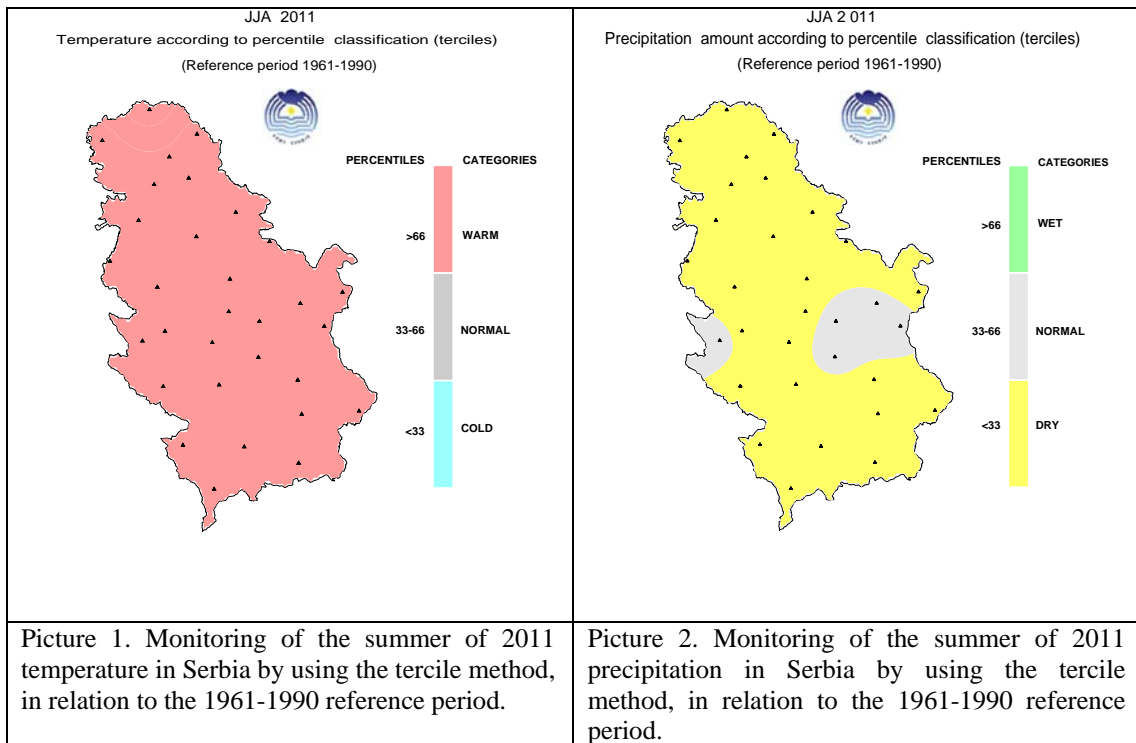 JJA 2011
Temperature according to percentile classification (terciles)
(Reference period 1961-1990)
PERCENTILES
CATEGORIES
>66
WARM
33-66
NORMAL
<33
COLD
Picture 1. Monitoring of the summer of 2011
temperature in Serbia by using the tercile method,
in relation to the 1961-1990 reference period.
JJA 2 011
Precipitation amount according to percentile classification (terciles)
(Reference period 1961-1990)
PERCENTILES
CATEGORIES
>66
WET
33-66
NORMAL
<33
DRY
Picture 2. Monitoring of the summer of 2011
precipitation in Serbia by using the tercile
method, in relation to the 1961-1990 reference
period.